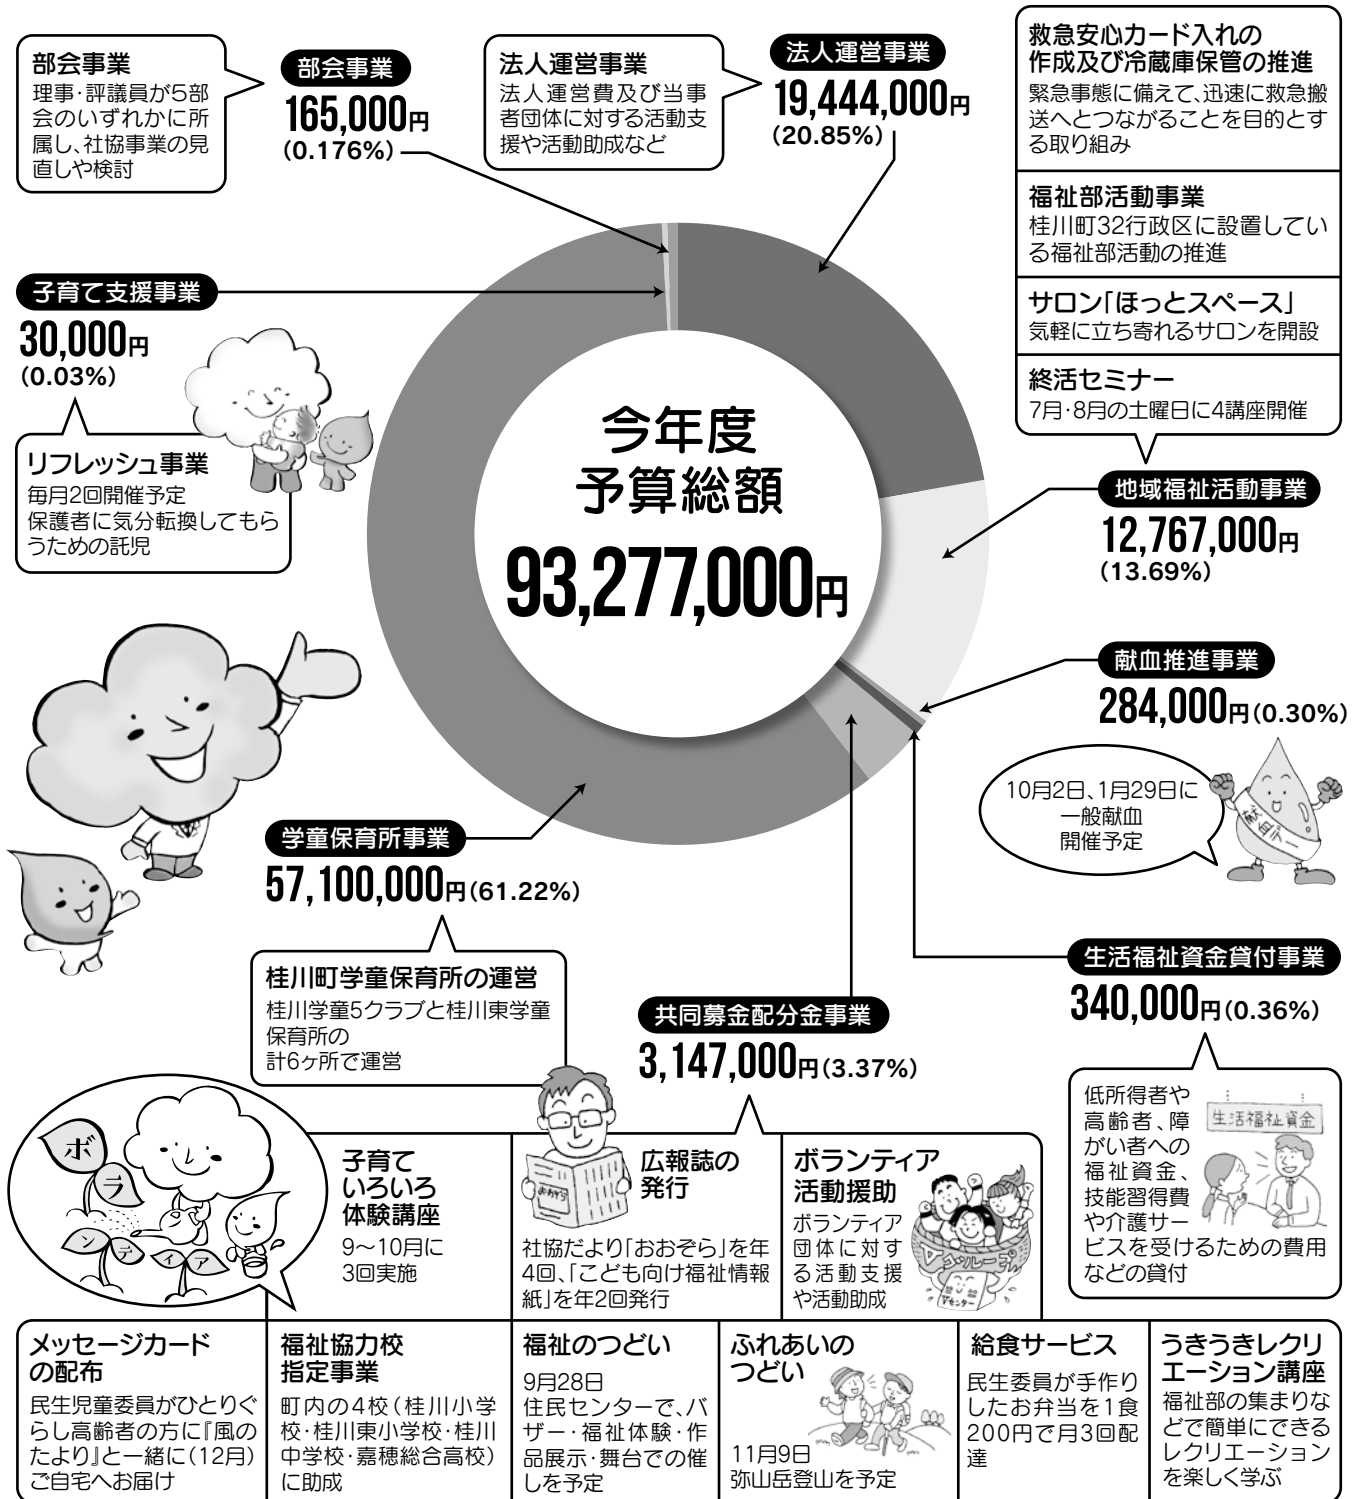 部会事業
理事・評議員が5部
会のいずれかに所
属し、社協事業の見
直しや検討
部会事業
165,000円
(0.176%)
法人運営事業
法人運営費及び当事
者団体に対する活動支
援や活動助成など
法人運営事業
19,444,000円
(20.85%)
救急安心カード入れの
作成及び冷蔵庫保管の推進
緊急事態に備えて、迅速に救急搬
送へとつながることを目的とす
る取り組み
福祉部活動事業
桂川町32行政区に設置してい
る福祉部活動の推進
サロン「ほっとスペース」
気軽に立ち寄れるサロンを開設
終活セミナー
7月・8月の土曜日に4講座開催
地域福祉活動事業
12,767,000円
(13.69%)
子育て支援事業
30,000円
(0.03%)
リフレッシュ事業
毎月2回開催予定
保護者に気分転換してもら
うための託児
今年度
予算総額
93,277,000円
献血推進事業
284,000円(0.30%)
10月2日、1月29日に
一般献血
開催予定
献血デー
学童保育所事業
57,100,000円(61.22%)
桂川町学童保育所の運営
桂川学童5クラブと桂川東学童
保育所の
計6ヶ所で運営
生活福祉資金貸付事業
340,000円(0.36%)
低所得者や
高齢者、障
がい者への
福祉資金、
技能習得費
や介護サー
ビスを受けるための費用
などの貸付
生活福祉資金
共同募金配分金事業
3,147,000円(3.37%)
ボランティア
子育て
いろいろ
体験講座
9〜10月に
3回実施
おおぞら
広報誌の
発行
社協だより「おおぞら」を年
4回、「こども向け福祉情報
紙」を年2回発行
ボランティア
活動援助
ボランティア
団体に対す
る活動支援
や活動助成
Vグループ
Vセンター
メッセージカード
の配布
民生児童委員がひとりぐ
らし高齢者の方に『風の
たより』と一緒に(12月)
ご自宅へお届け
福祉協力校
指定事業
町内の4校(桂川小学
校・桂川東小学校・桂川
中学校・嘉穂総合高校)
に助成
福祉のつどい
9月28日
住民センターで、バ
ザー・福祉体験・作
品展示・舞台での催
しを予定
ふれあいの
つどい
11月9日
弥山岳登山を予定
給食サービス
民生委員が手作り
したお弁当を1食
200円で月3回配
達
うきうきレクリ
エーション講座
福祉部の集まりな
どで簡単にできる
レクリエーション
を楽しく学ぶ